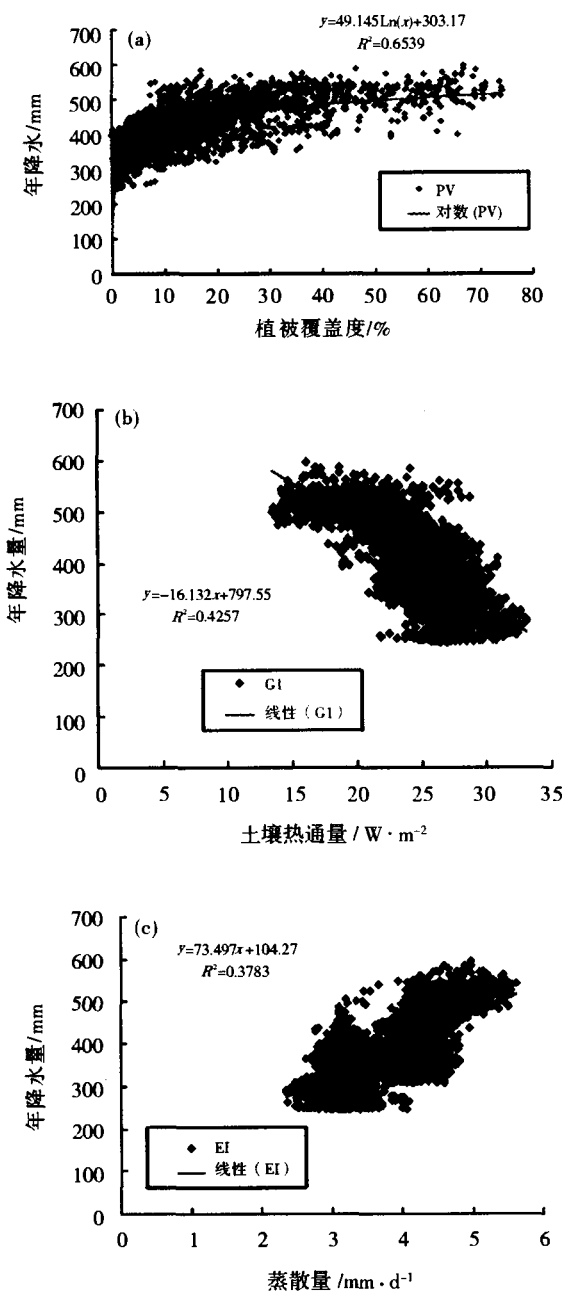 y=49.145Ln(x)+303.17
R²=0.6539
(a)
700
600
500
400
300
200
100
0
年降水/mm
PV
对数(PV)
0 10 20 30 40 50 60 70 80
植被覆盖度/%
(b)
700
600
500
400
300
200
100
0
年降水量/mm
y=-16.132x+797.55
R²=0.4257
G1
线性(G1)
0 5 10 15 20 25 30 35
土壤热通量/W·m⁻²
(c)
700
600
500
400
300
200
100
0
年降水量/mm
y=73.497x+104.27
R²=0.3783
EI
线性(EI)
0 1 2 3 4 5 6
蒸散量/mm·d⁻¹